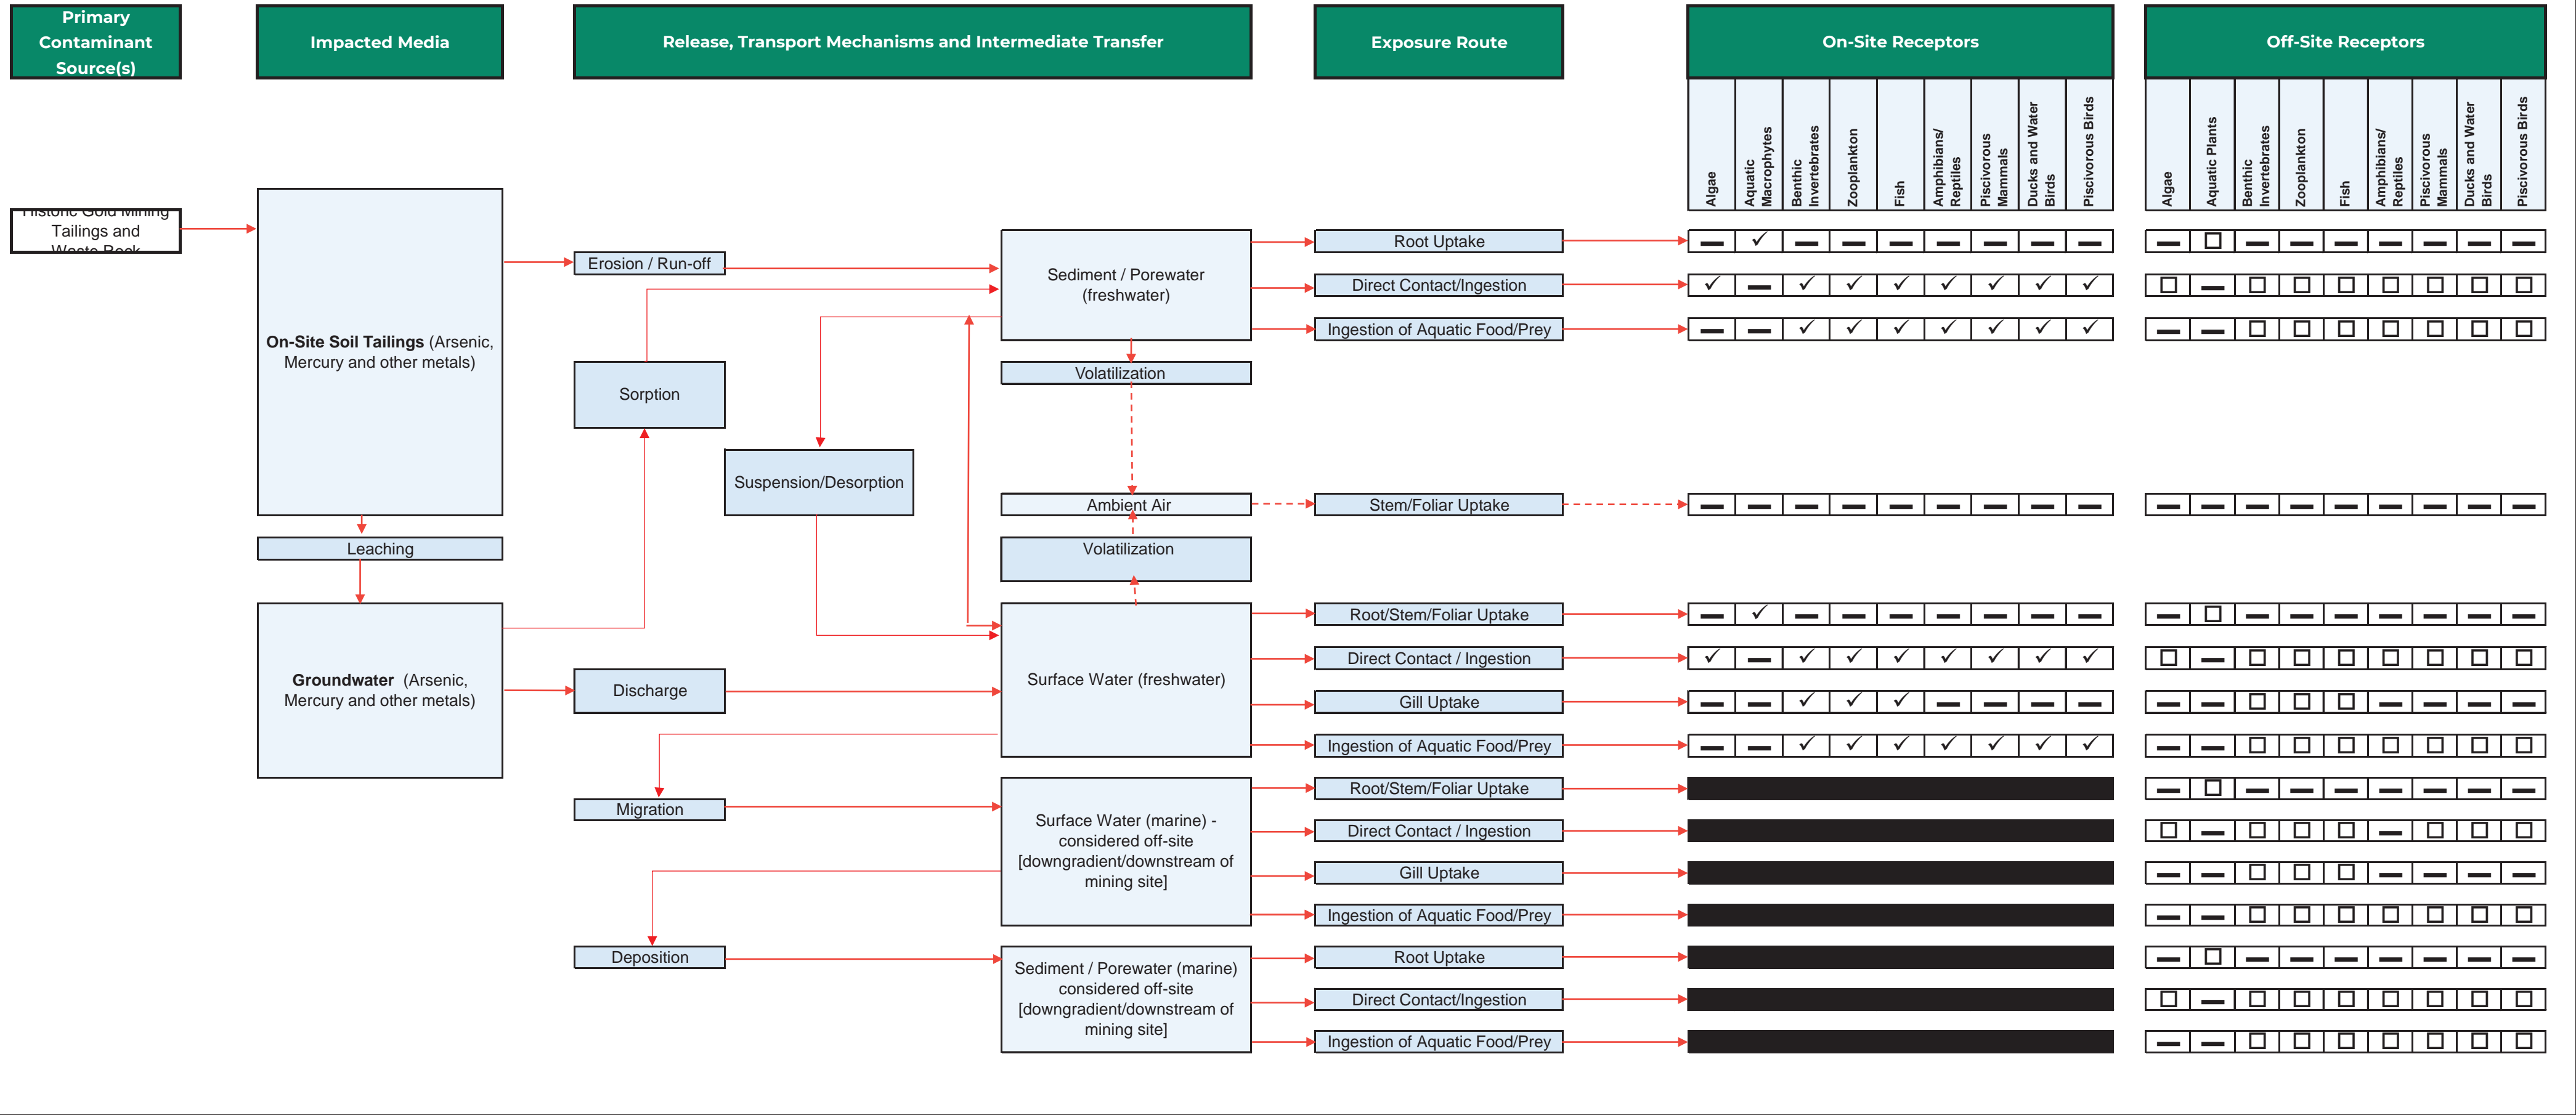 Primary
Contaminant
Source(s)
Impacted Media
Release, Transport Mechanisms and Intermediate Transfer
Exposure Route
On-Site Receptors
Off-Site Receptors
Algae
Aquatic
Macrophytes
Benthic
Invertebrates
Zooplankton
Fish
Amphibians/
Reptiles
Piscivorous
Mammals
Ducks and Water
Birds
Piscivorous Birds
Algae
Aquatic Plants
Benthic
Invertebrates
Zooplankton
Fish
Amphibians/
Reptiles
Piscivorous
Mammals
Ducks and Water
Birds
Piscivorous Birds
Historic Gold Mining
Tailings and
Waste Rock
On-Site Soil Tailings (Arsenic,
Mercury and other metals)
Leaching
Groundwater (Arsenic,
Mercury and other metals)
Erosion / Run-off
Sorption
Suspension/Desorption
Discharge
Migration
Deposition
Sediment / Porewater
(freshwater)
Volatilization
Ambient Air
Volatilization
Surface Water (freshwater)
Surface Water (marine) -
considered off-site
[downgradient/downstream of
mining site]
Sediment / Porewater (marine)
considered off-site
[downgradient/downstream of
mining site]
Root Uptake
Direct Contact/Ingestion
Ingestion of Aquatic Food/Prey
Stem/Foliar Uptake
Root/Stem/Foliar Uptake
Direct Contact / Ingestion
Gill Uptake
Ingestion of Aquatic Food/Prey
Root/Stem/Foliar Uptake
Direct Contact / Ingestion
Gill Uptake
Ingestion of Aquatic Food/Prey
Root Uptake
Direct Contact/Ingestion
Ingestion of Aquatic Food/Prey